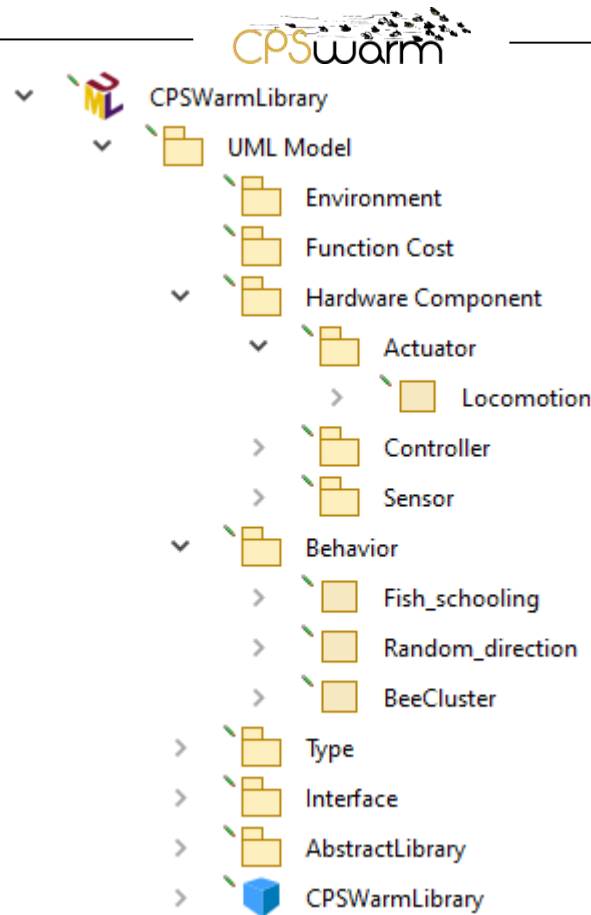 CPSwarm
CPSWarmLibrary
UML Model
Environment
Function Cost
Hardware Component
Actuator
Locomotion
Controller
Sensor
Behavior
Fish_schooling
Random_direction
BeeCluster
Type
Interface
AbstractLibrary
CPSWarmLibrary